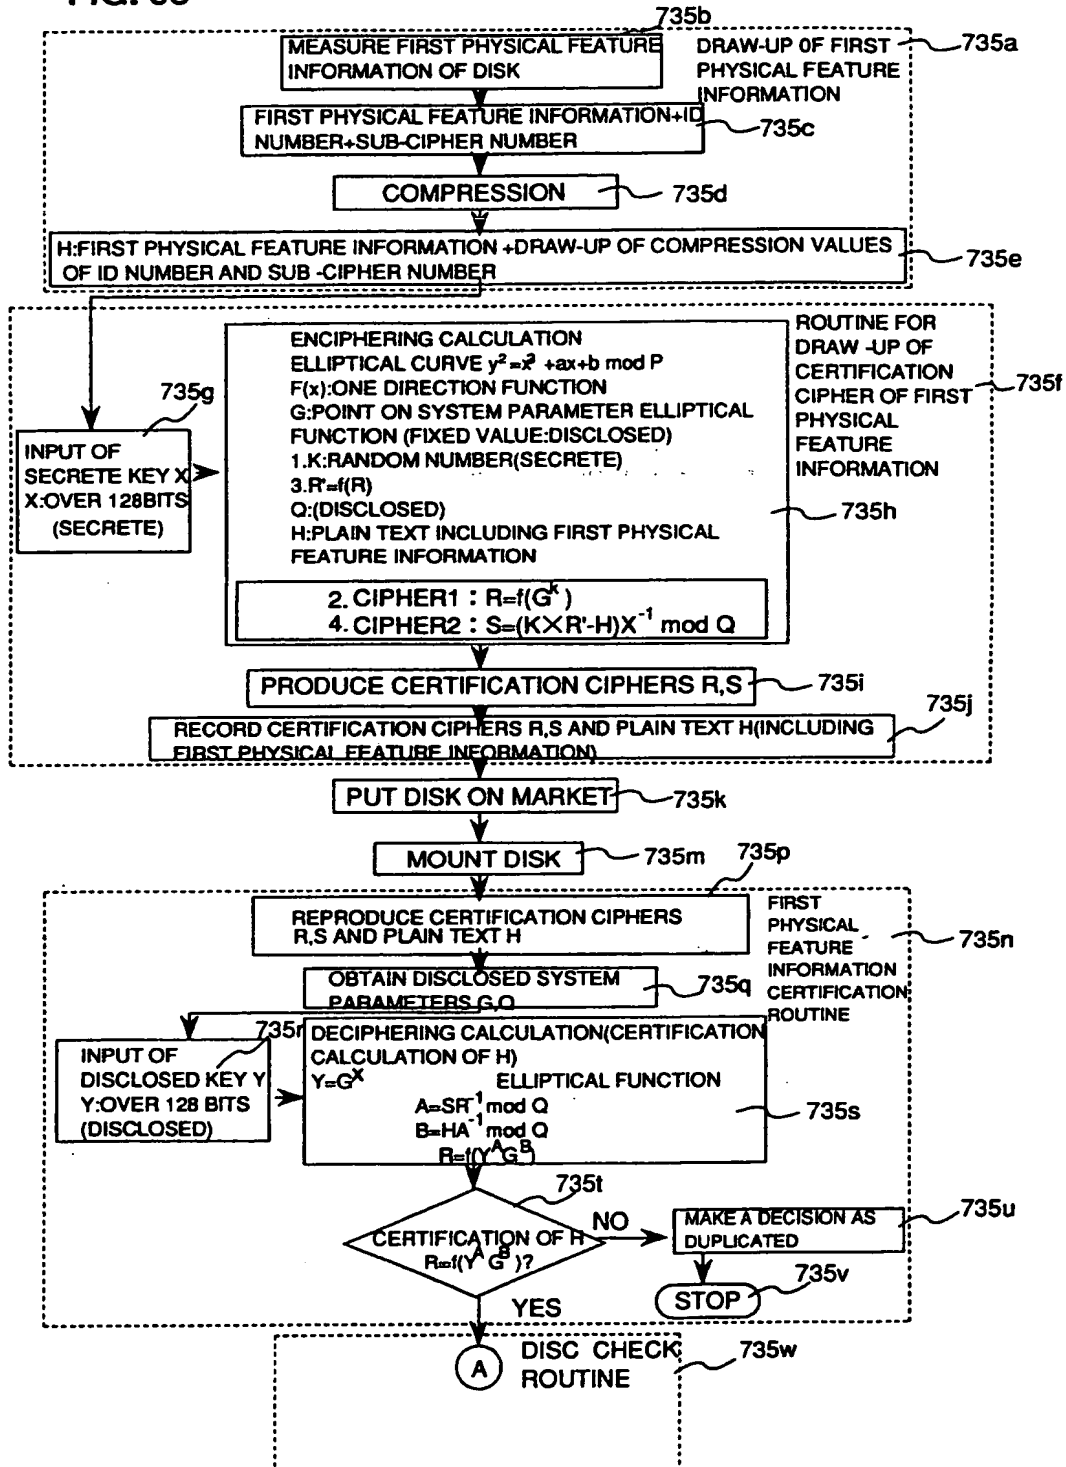 735b
MEASURE FIRST PHYSICAL FEATURE
INFORMATION OF DISK
DRAW-UP OF FIRST
PHYSICAL FEATURE
INFORMATION
735a
FIRST PHYSICAL FEATURE INFORMATION+ID
NUMBER+SUB-CIPHER NUMBER
735c
COMPRESSION
735d
H:FIRST PHYSICAL FEATURE INFORMATION +DRAW-UP OF COMPRESSION VALUES
OF ID NUMBER AND SUB -CIPHER NUMBER
735e
ROUTINE FOR
DRAW -UP OF
CERTIFICATION
CIPHER OF FIRST
PHYSICAL
FEATURE
INFORMATION
735f
735g
INPUT OF
SECRETE KEY X
X:OVER 128BITS
(SECRETE)
ENCIPHERING CALCULATION
ELLIPTICAL CURVE y²=x³ +ax+b mod P
F(x):ONE DIRECTION FUNCTION
G:POINT ON SYSTEM PARAMETER ELLIPTICAL
FUNCTION (FIXED VALUE:DISCLOSED)
1.K:RANDOM NUMBER(SECRETE)
3.R'=f(R)
Q:(DISCLOSED)
H:PLAIN TEXT INCLUDING FIRST PHYSICAL
FEATURE INFORMATION
735h
2. CIPHER1 : R=f(G^k)
4. CIPHER2 : S=(K×R'-H)X⁻¹ mod Q
PRODUCE CERTIFICATION CIPHERS R,S
735i
735j
RECORD CERTIFICATION CIPHERS R,S AND PLAIN TEXT H(INCLUDING
FIRST PHYSICAL FEATURE INFORMATION)
PUT DISK ON MARKET
735k
MOUNT DISK
735m
735p
REPRODUCE CERTIFICATION CIPHERS
R,S AND PLAIN TEXT H
FIRST
PHYSICAL
FEATURE
INFORMATION
CERTIFICATION
ROUTINE
735n
OBTAIN DISCLOSED SYSTEM
PARAMETERS G,Q
735q
735r
INPUT OF
DISCLOSED KEY Y
Y:OVER 128 BITS
(DISCLOSED)
DECIPHERING CALCULATION(CERTIFICATION
CALCULATION OF H)
Y=G^X ELLIPTICAL FUNCTION
A=SR⁻¹ mod Q
B=HA⁻¹ mod Q
R=f(Y^A G^B)
735s
735t
CERTIFICATION OF H
R=f(Y^A G^B)?
NO
MAKE A DECISION AS
DUPLICATED
735u
735v
STOP
YES
A
DISC CHECK
ROUTINE
735w